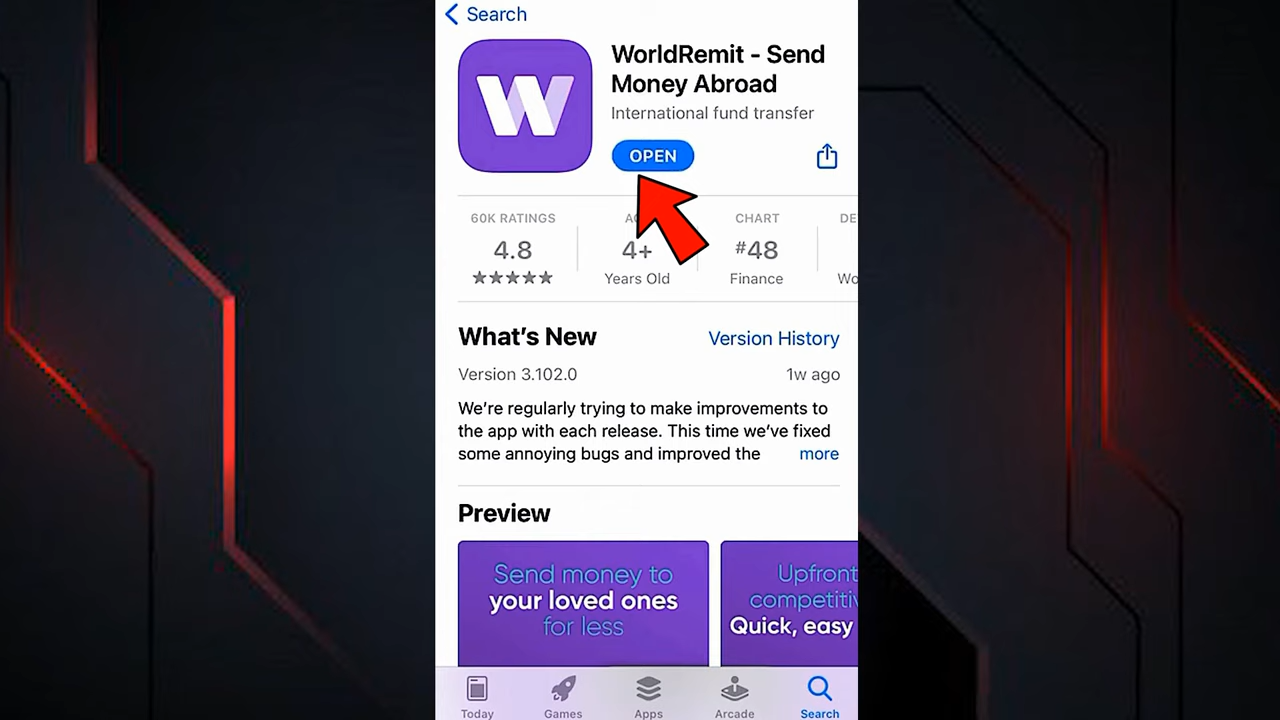 Search
WorldRemit - Send
Money Abroad
International fund transfer
OPEN
60K RATINGS
CHART
4.8
4+
#48
Years Old
Finance
What's New
Version History
Version 3.102.0
1w ago
We're regularly trying to make improvements to
the app with each release. This time we've fixed
some annoying bugs and improved the
more
Preview
Send money to
your loved ones
for less
Upfront
Quick, easy
Today
Games
Apps
Arcade
Search